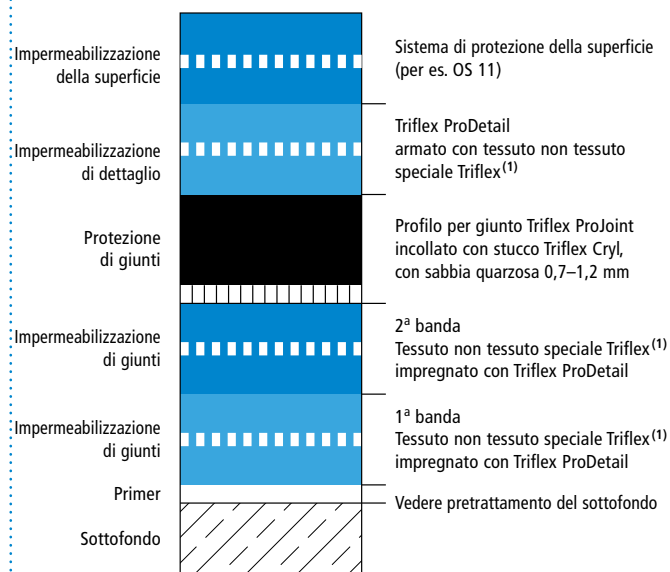 Impermeabilizzazione
della superficie
Sistema di protezione della superficie
(per es. OS 11)
Impermeabilizzazione
di dettaglio
Triflex ProDetail
armato con tessuto non tessuto
speciale Triflex(1)
Protezione
di giunti
Profilo per giunto Triflex ProJoint
incollato con stucco Triflex Cryl,
con sabbia quarzosa 0,7–1,2 mm
Impermeabilizzazione
di giunti
2ª banda
Tessuto non tessuto speciale Triflex(1)
impregnato con Triflex ProDetail
Impermeabilizzazione
di giunti
1ª banda
Tessuto non tessuto speciale Triflex(1)
impregnato con Triflex ProDetail
Primer
Vedere pretrattamento del sottofondo
Sottofondo